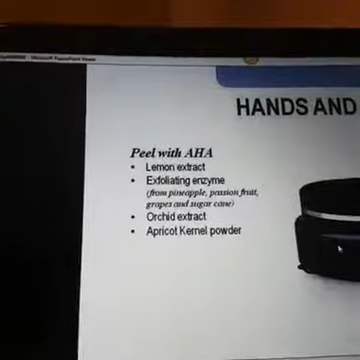 HANDS AND
Peel with AHA
• Lemon extract
• Exfoliating enzyme
(from pineapple, passion fruit,
grapes and sugar cane)
• Orchid extract
• Apricot Kernel powder